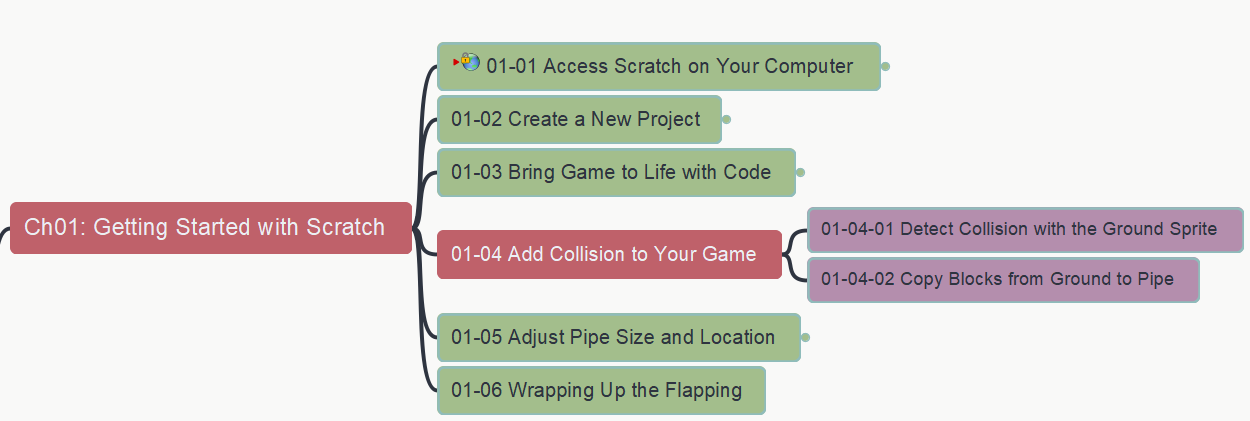 01-01 Access Scratch on Your Computer
01-02 Create a New Project
01-03 Bring Game to Life with Code
Ch01: Getting Started with Scratch
01-04 Add Collision to Your Game
01-04-01 Detect Collision with the Ground Sprite
01-04-02 Copy Blocks from Ground to Pipe
01-05 Adjust Pipe Size and Location
01-06 Wrapping Up the Flapping